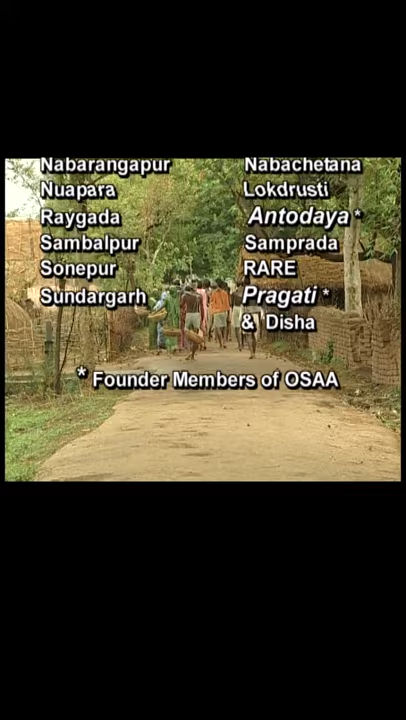 Nabarangapur Nabachetana
Nuapara Lokdrusti
Raygada Antodaya *
Sambalpur Samprada
Sonepur RARE
Sundargarh Pragati *
& Disha
* Founder Members of OSAA